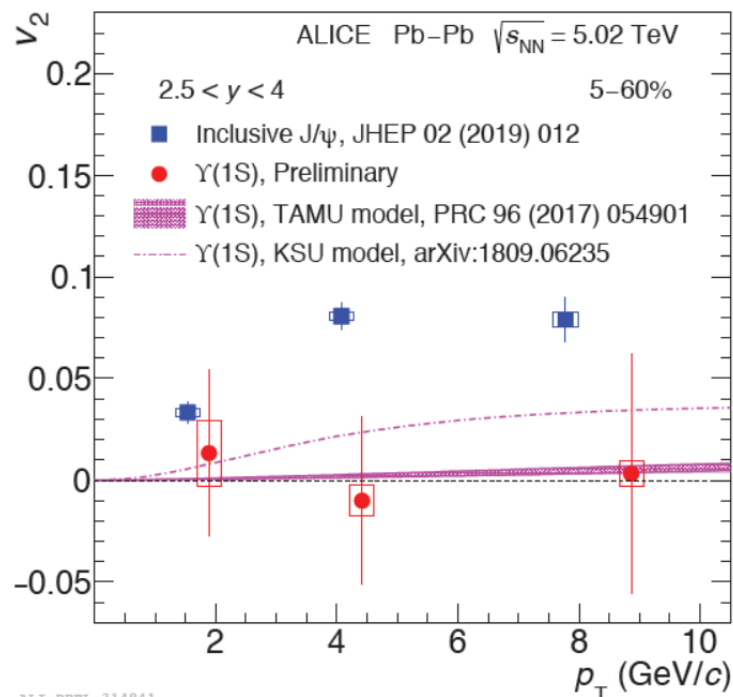 v₂
ALICE Pb−Pb √sNN = 5.02 TeV
0.2
2.5 < y < 4
5−60%
Inclusive J/ψ, JHEP 02 (2019) 012
ϒ(1S), Preliminary
0.15
ϒ(1S), TAMU model, PRC 96 (2017) 054901
ϒ(1S), KSU model, arXiv:1809.06235
0.1
0.05
0
−0.05
2 4 6 8 10
pT (GeV/c)